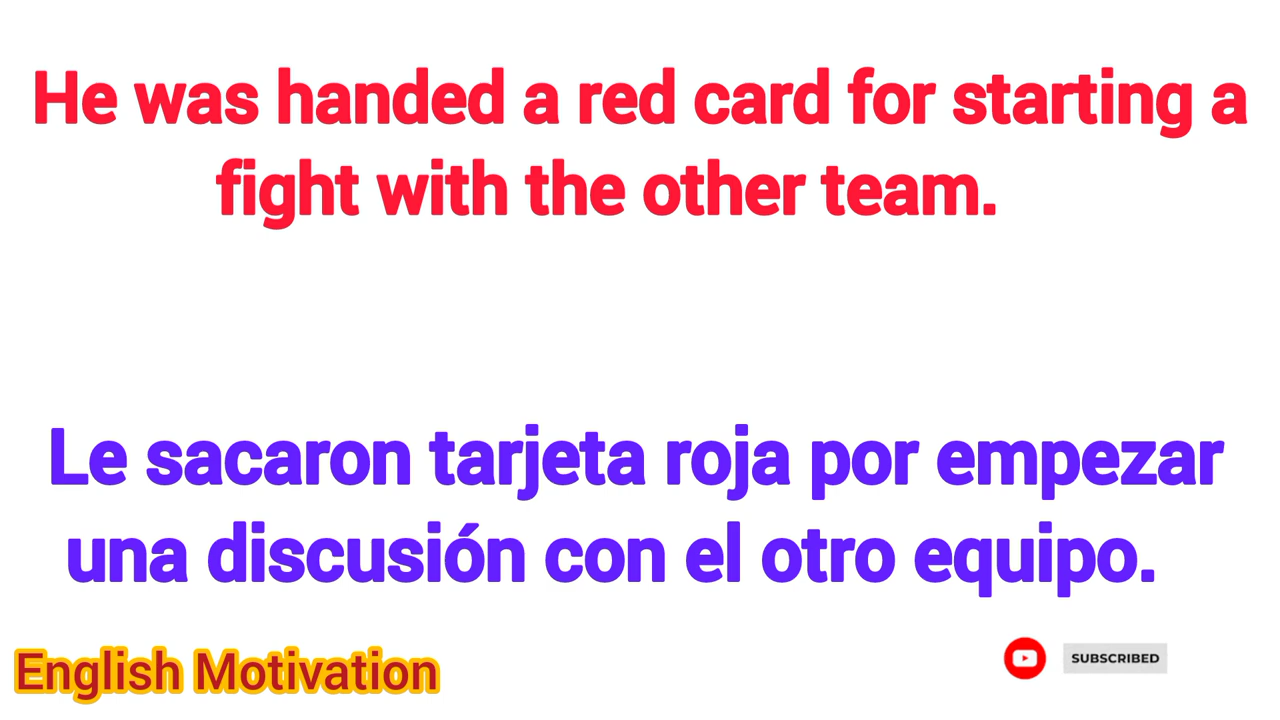 He was handed a red card for starting a
fight with the other team.
Le sacaron tarjeta roja por empezar
una discusión con el otro equipo.
English Motivation
SUBSCRIBED